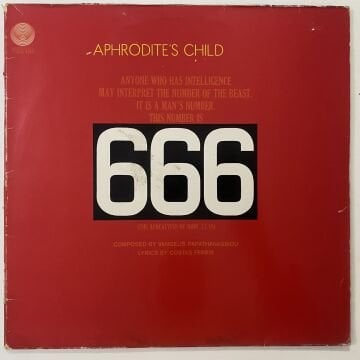 APHRODITE'S CHILD
ANYONE WHO HAS INTELLIGENCE
MAY INTERPRET THE NUMBER OF THE BEAST.
IT IS A MAN'S NUMBER.
THIS NUMBER IS
666
COMPOSED BY VANGELIS PAPATHANASSIOU
LYRICS BY COSTAS FERRIS